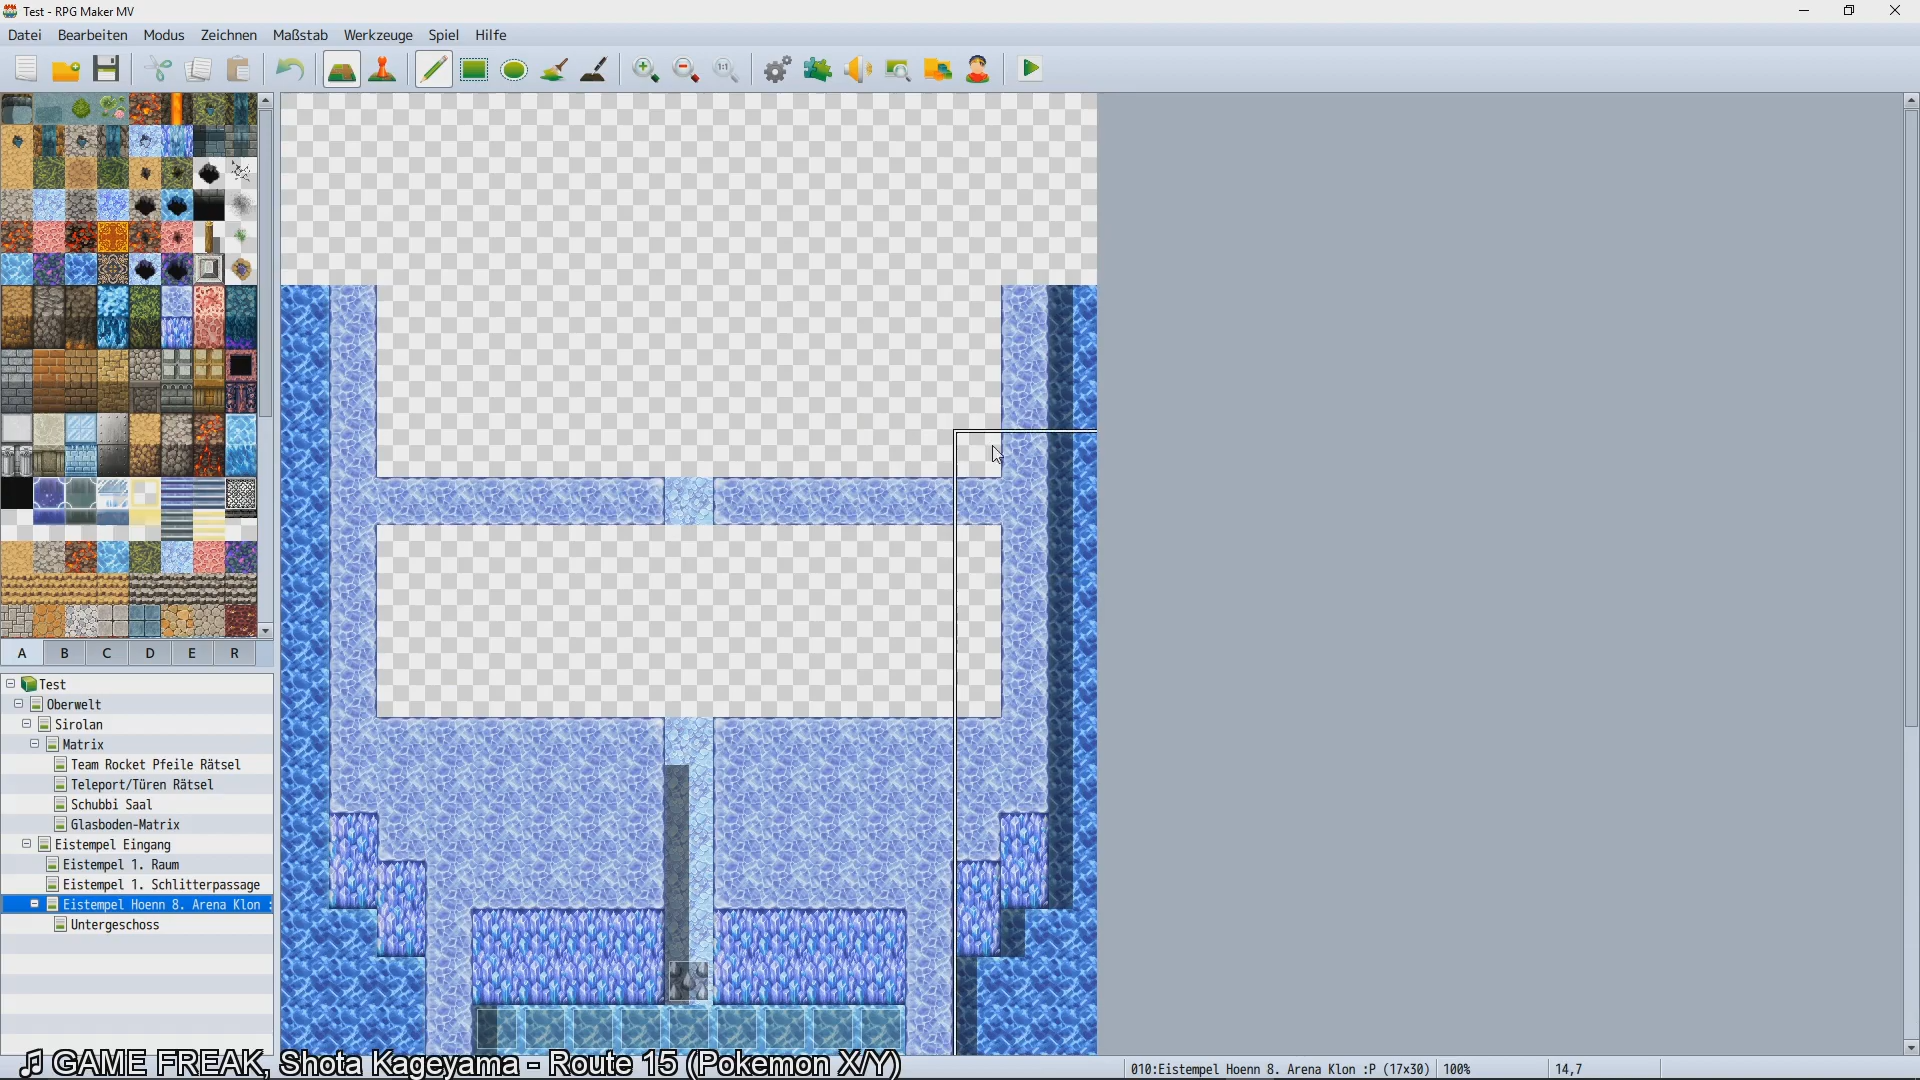 Test - RPG Maker MV
Datei Bearbeiten Modus Zeichnen Maßstab Werkzeuge Spiel Hilfe
1:1
A B C D E R
Test
Oberwelt
Sirolan
Matrix
Team Rocket Pfeile Rätsel
Teleport/Türen Rätsel
Schubbi Saal
Glasboden-Matrix
Eistempel Eingang
Eistempel 1. Raum
Eistempel 1. Schlitterpassage
Eistempel Hoenn 8. Arena Klon :
Untergeschoss
♫ GAME FREAK, Shota Kageyama - Route 15 (Pokemon X/Y)
010:Eistempel Hoenn 8. Arena Klon :P (17x30) 100% 14,7